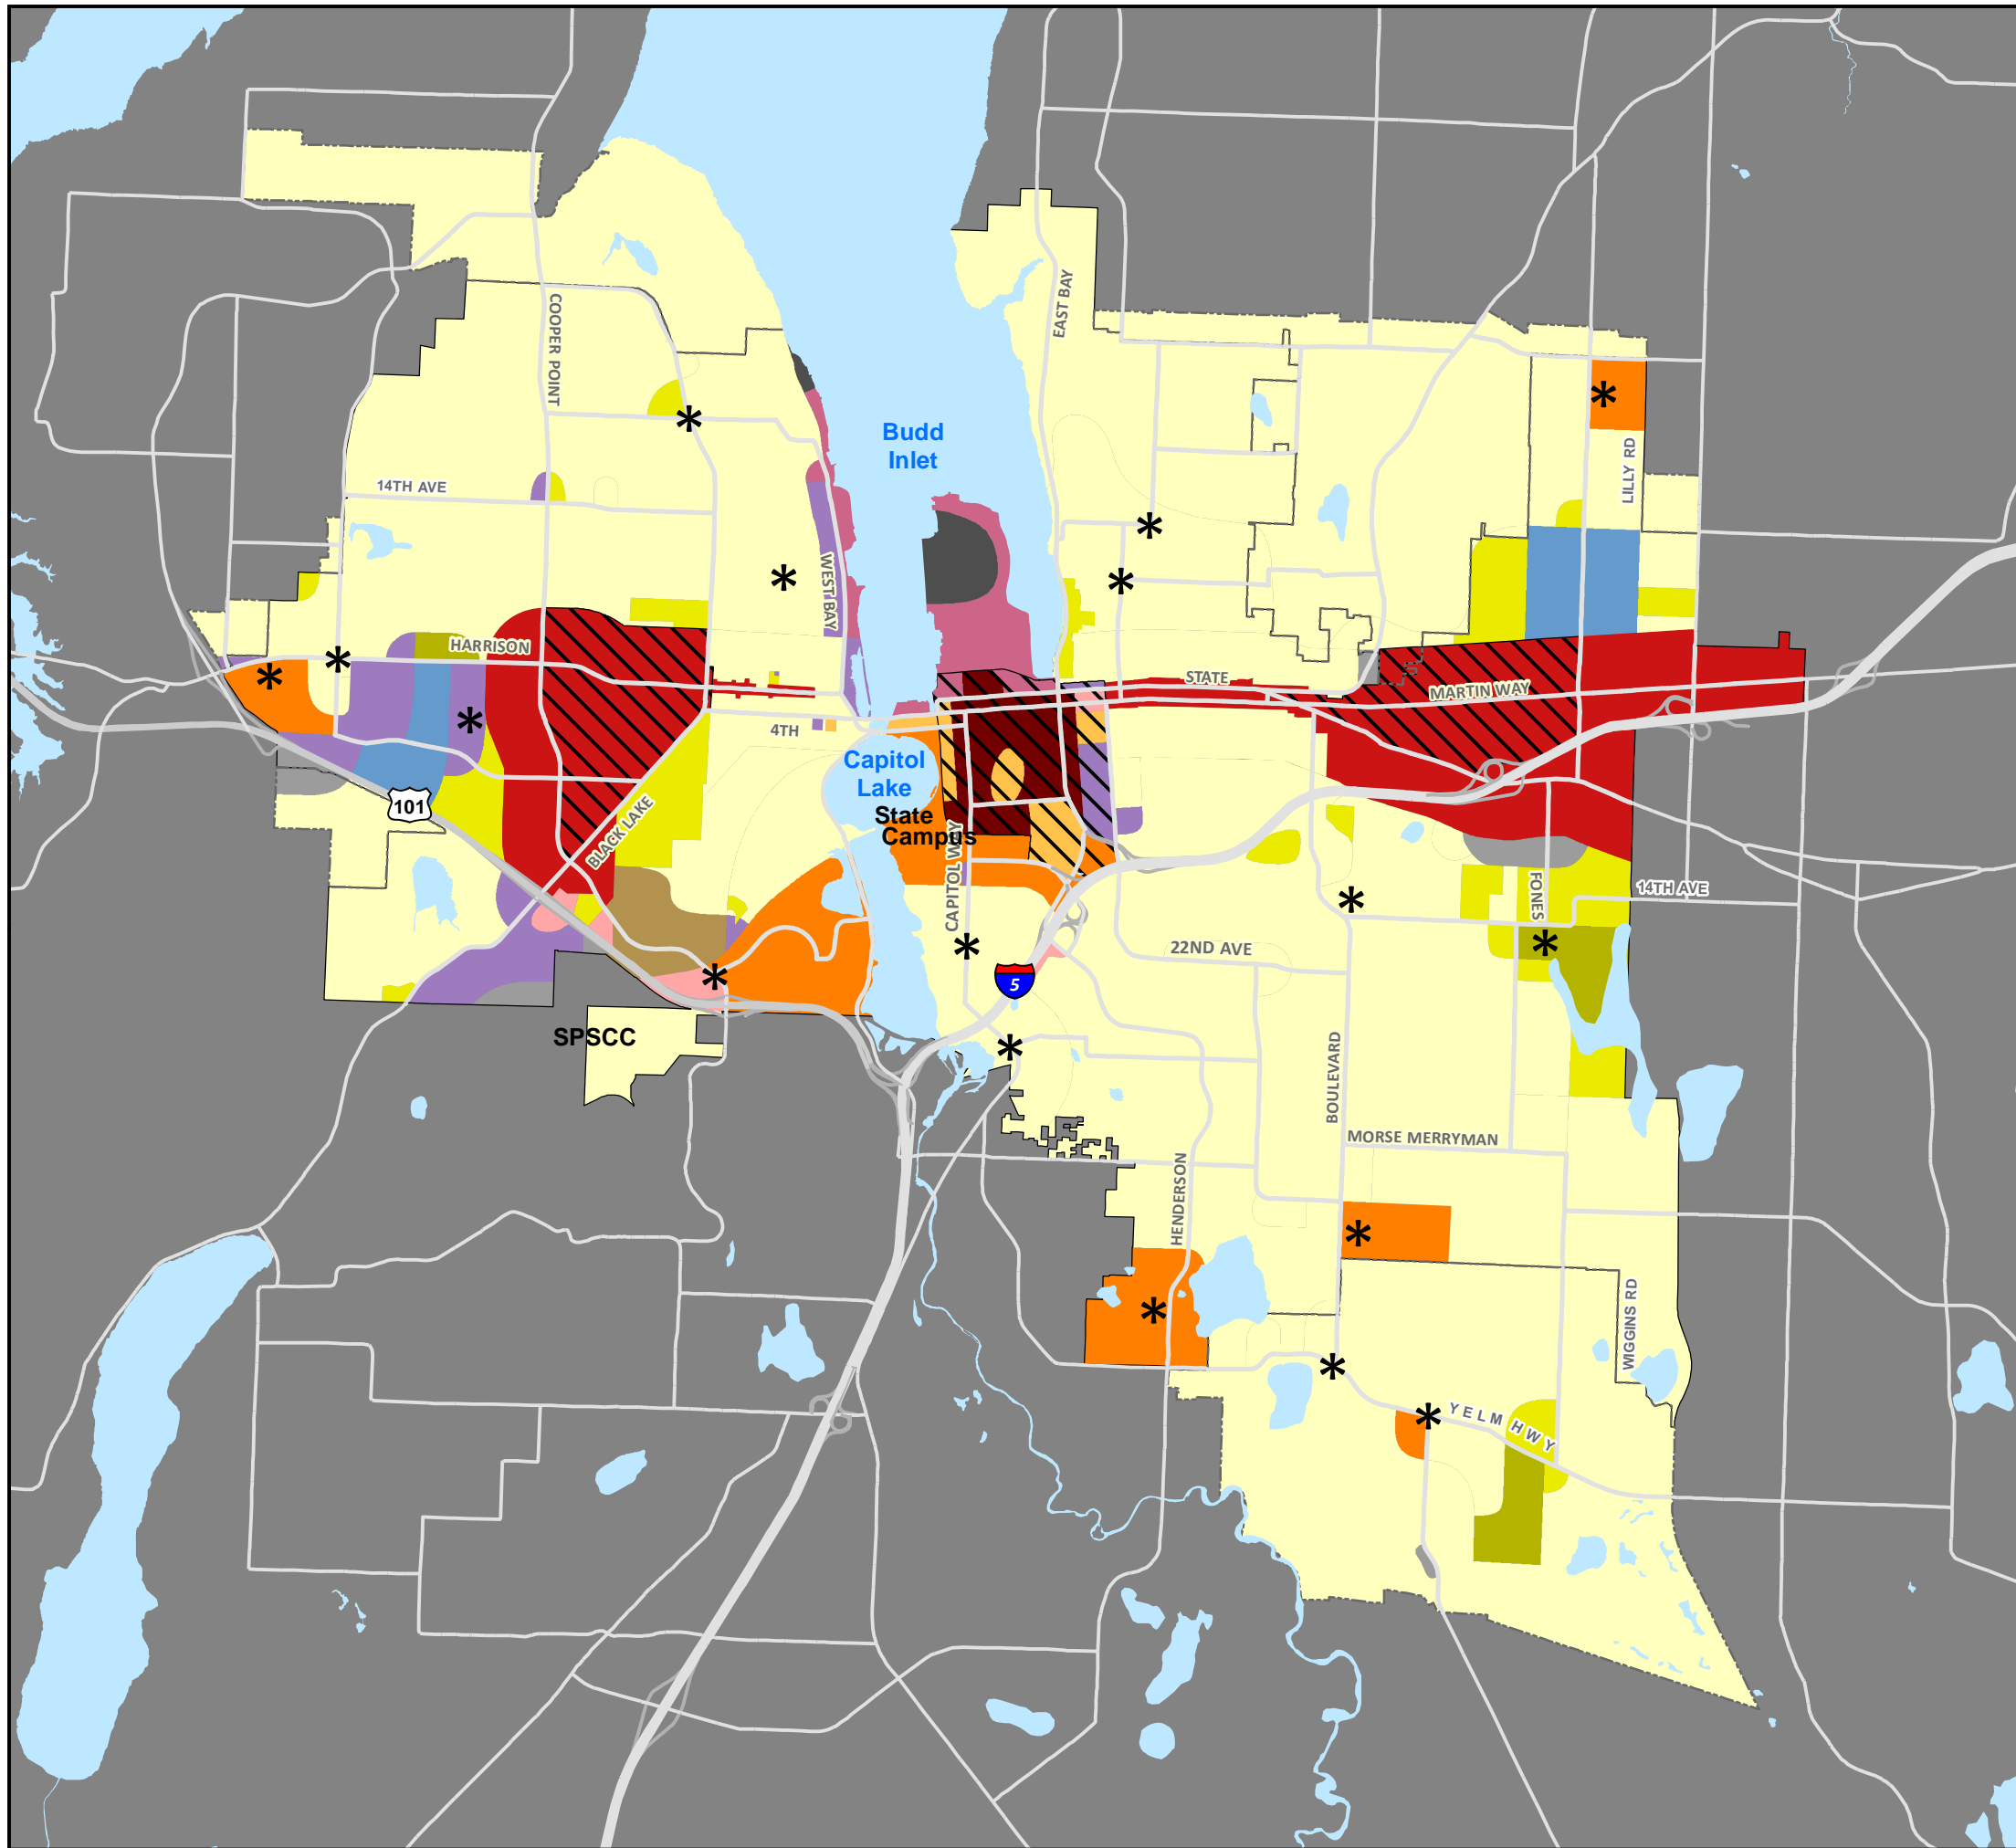 EAST BAY
COOPER POINT
Budd
Inlet
LILLY RD
14TH AVE
WEST BAY
HARRISON
STATE
MARTIN WAY
4TH
Capitol
Lake
101
State
Campus
BLACK LAKE
CAPITOL WAY
FONES
14TH AVE
22ND AVE
5
SPSCC
BOULEVARD
MORSE MERRYMAN
HENDERSON
WIGGINS RD
YELM HWY